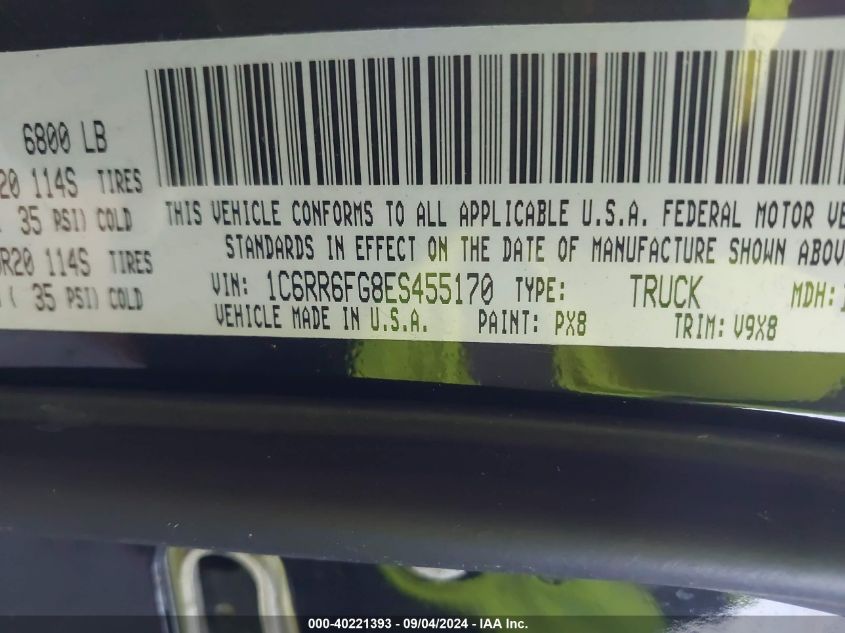 6800 LB
R20 114S TIRES
35 PSI) COLD
R20 114S TIRES
( 35 PSI) COLD
THIS VEHICLE CONFORMS TO ALL APPLICABLE U.S.A. FEDERAL MOTOR VE
STANDARDS IN EFFECT ON THE DATE OF MANUFACTURE SHOWN ABOV
VIN: 1C6RR6FG8ES455170 TYPE: TRUCK MDH:
VEHICLE MADE IN U.S.A. PAINT: PX8 TRIM: V9X8
000-40221393 - 09/04/2024 - IAA Inc.